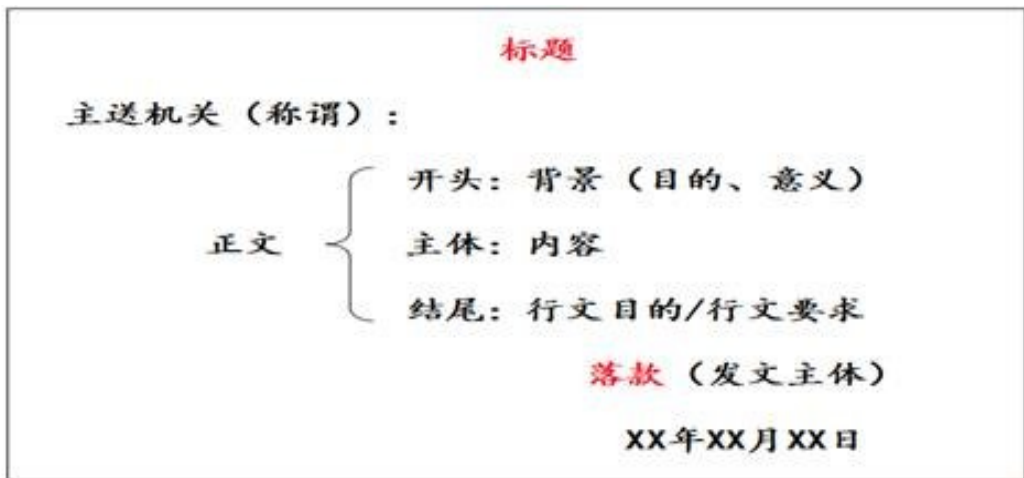 标题
主送机关（称谓）：
开头：背景（目的、意义）
正文
主体：内容
结尾：行文目的/行文要求
落款（发文主体）
XX年XX月XX日